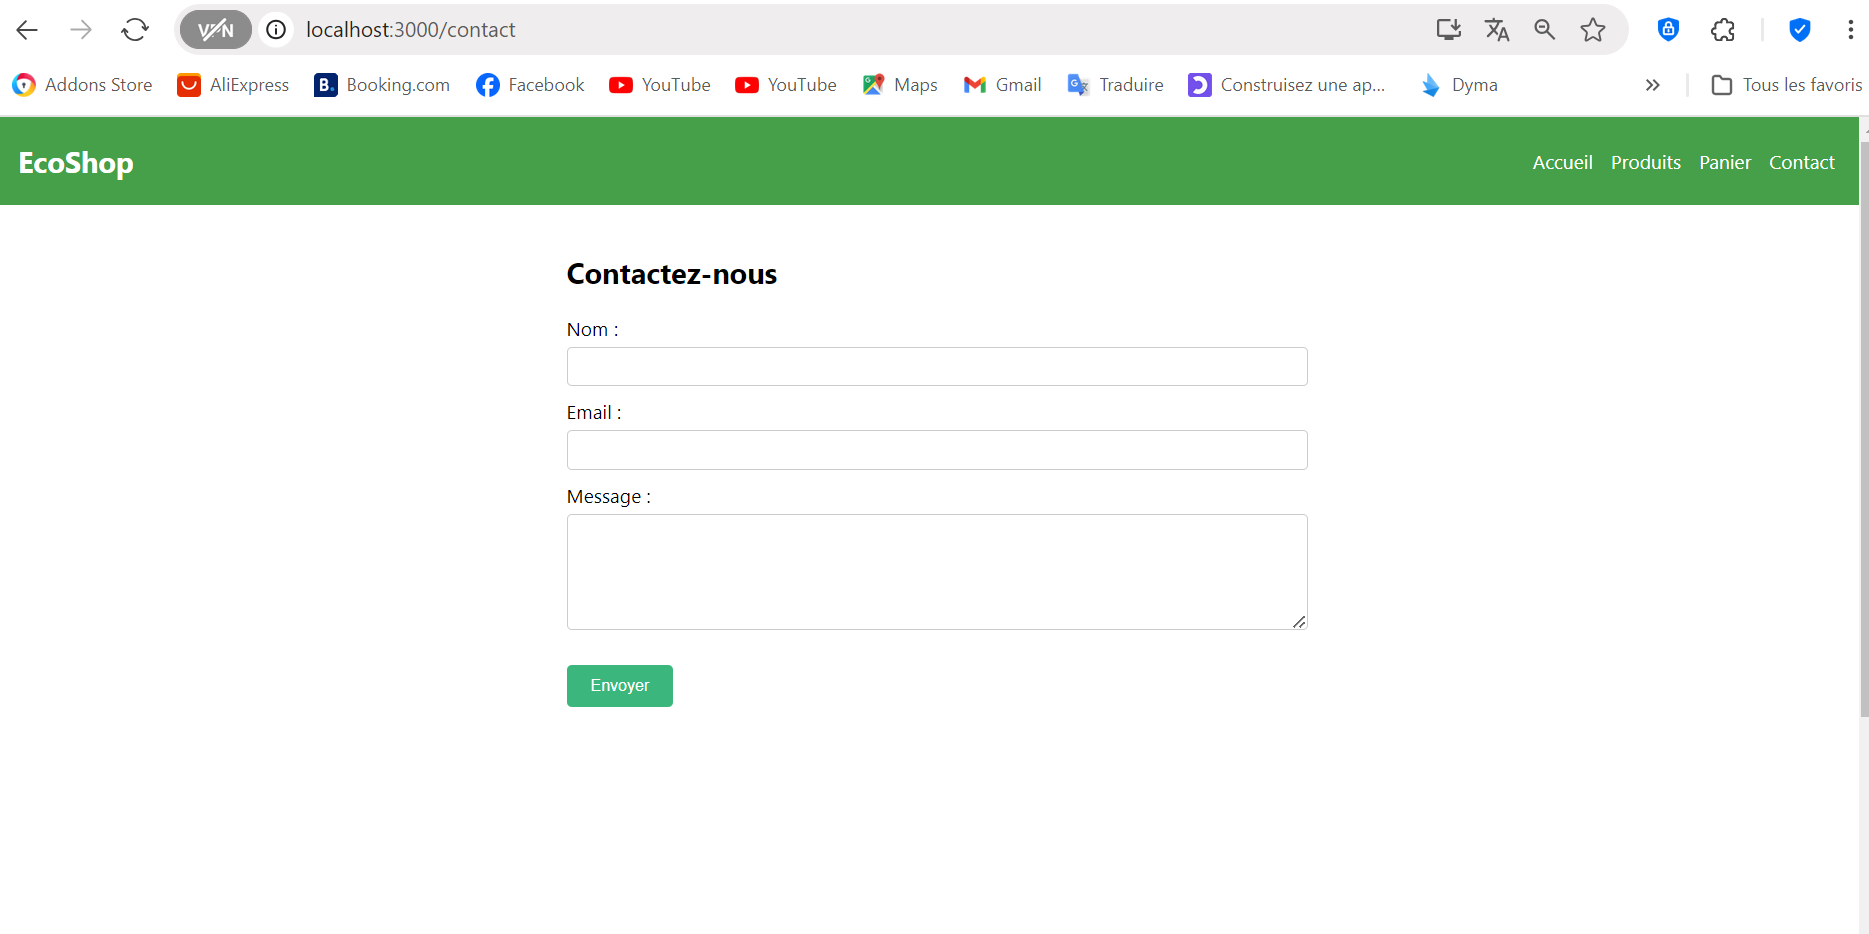 VPN localhost:3000/contact
Addons Store AliExpress B. Booking.com Facebook YouTube YouTube Maps Gmail Traduire Construisez une ap... Dyma » Tous les favoris
EcoShop Accueil Produits Panier Contact
Contactez-nous
Nom :
Email :
Message :
Envoyer